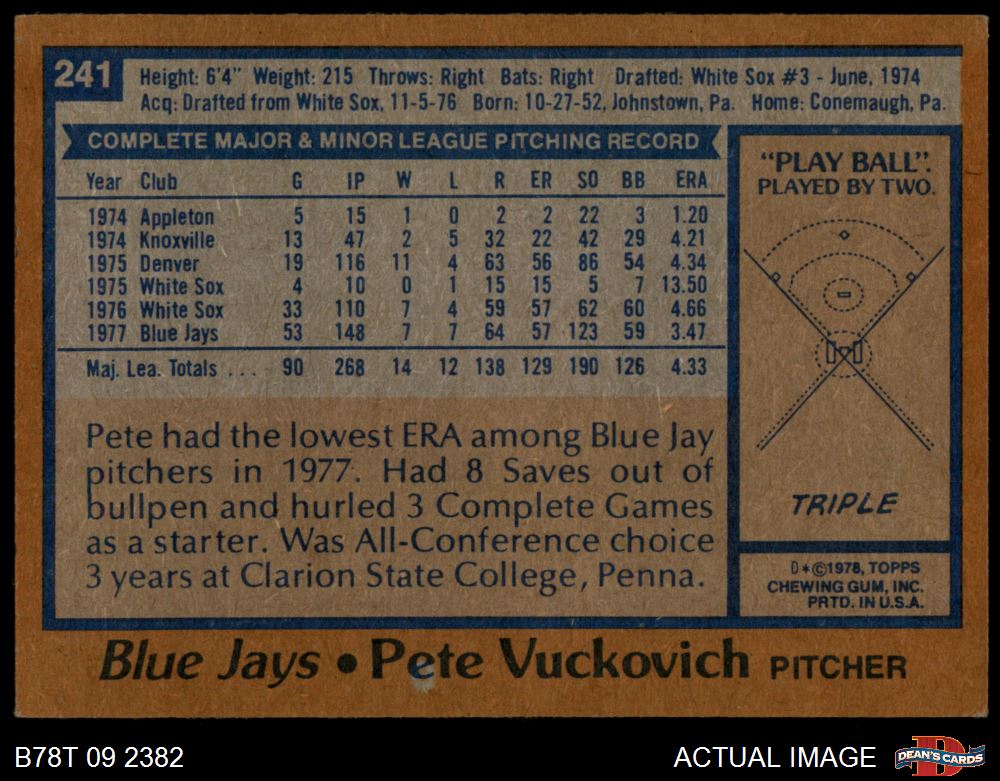 241
Height: 6'4" Weight: 215 Throws: Right Bats: Right Drafted: White Sox #3 - June, 1974
Acq: Drafted from White Sox, 11-5-76 Born: 10-27-52, Johnstown, Pa. Home: Conemaugh, Pa.
COMPLETE MAJOR & MINOR LEAGUE PITCHING RECORD
Year Club G IP W L R ER SO BB ERA
1974 Appleton 5 15 1 0 2 2 22 3 1.20
1974 Knoxville 13 47 2 5 32 22 42 29 4.21
1975 Denver 19 116 11 4 63 56 86 54 4.34
1975 White Sox 4 10 0 1 15 15 5 7 13.50
1976 White Sox 33 110 7 4 59 57 62 60 4.66
1977 Blue Jays 53 148 7 7 64 57 123 59 3.47
Maj. Lea. Totals ... 90 268 14 12 138 129 190 126 4.33
Pete had the lowest ERA among Blue Jay
pitchers in 1977. Had 8 Saves out of
bullpen and hurled 3 Complete Games
as a starter. Was All-Conference choice
3 years at Clarion State College, Penna.
"PLAY BALL".
PLAYED BY TWO.
TRIPLE
D*©1978, TOPPS
CHEWING GUM, INC.
PRTD. IN U.S.A.
Blue Jays • Pete Vuckovich PITCHER
B78T 09 2382
ACTUAL IMAGE
D
DEAN'S CARDS